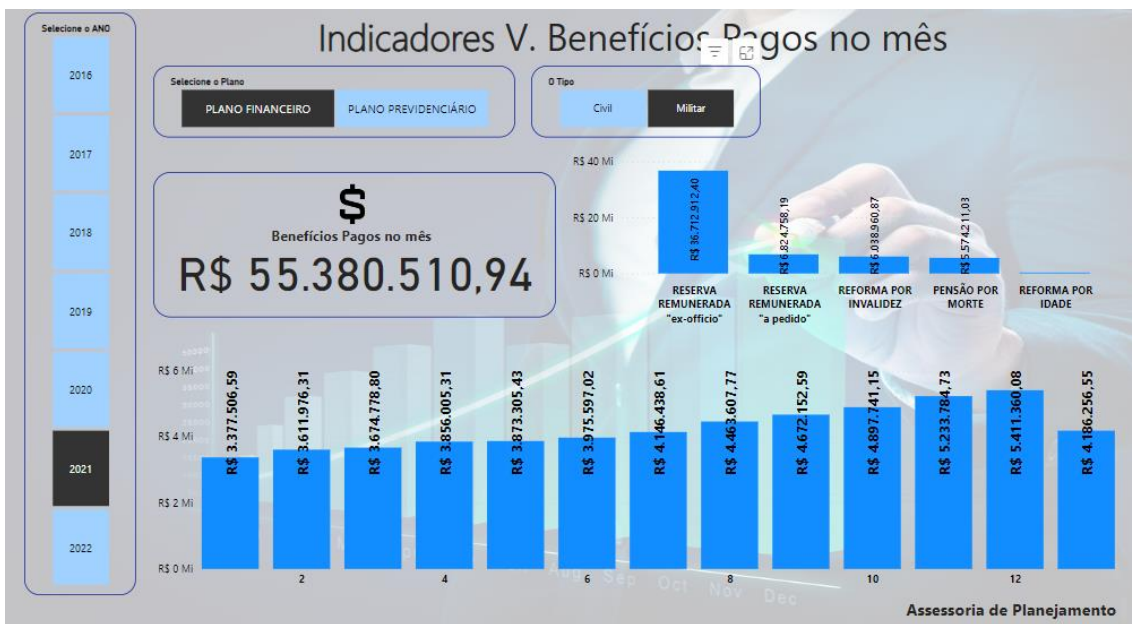 Indicadores V. Benefícios Pagos no mês
Selecione o ANO
2016
2017
2018
2019
2020
2021
2022
Selecione o Plano
PLANO FINANCEIRO
PLANO PREVIDENCIÁRIO
O Tipo
Civil
Militar
$
Benefícios Pagos no mês
R$ 55.380.510,94
R$ 40 Mi
R$ 20 Mi
R$ 0 Mi
R$ 36.712.912,40
R$ 6.824.758,19
R$ 6.038.960,87
R$ 5.574.211,03
RESERVA
REMUNERADA
"ex-officio"
RESERVA
REMUNERADA
"a pedido"
REFORMA POR
INVALIDEZ
PENSÃO POR
MORTE
REFORMA POR
IDADE
R$ 6 Mi
R$ 4 Mi
R$ 2 Mi
R$ 0 Mi
R$ 3.377.506,59
R$ 3.611.976,31
R$ 3.674.778,80
R$ 3.856.005,31
R$ 3.873.305,43
R$ 3.975.597,02
R$ 4.146.438,61
R$ 4.463.607,77
R$ 4.672.152,59
R$ 4.897.741,15
R$ 5.233.784,73
R$ 5.411.360,08
R$ 4.186.256,55
2
4
6
8
10
12
Aug
Sep
Oct
Nov
Dec
Assessoria de Planejamento